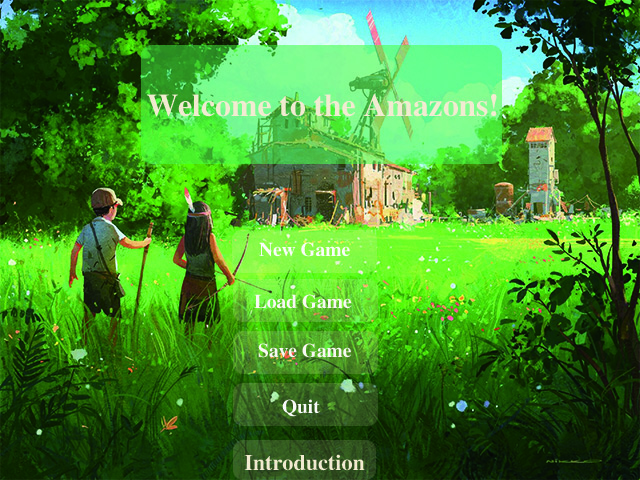 Welcome to the Amazons!
New Game
Load Game
Save Game
Quit
Introduction